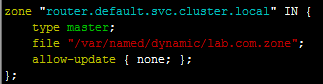 zone "router.default.svc.cluster.local" IN {
type master;
file "/var/named/dynamic/lab.com.zone";
allow-update { none; };
};